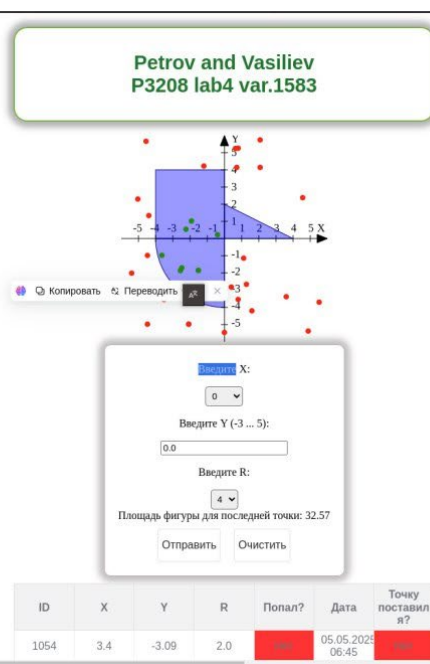 Petrov and Vasiliev
P3208 lab4 var.1583
Y
5
4
3
2
1
-5 -4 -3 -2 -1 1 2 3 4 5 X
-1
-2
-3
-4
-5
Копировать Переводить
Введите X:
0
Введите Y (-3 ... 5):
0.0
Введите R:
4
Площадь фигуры для последней точки: 32.57
Отправить Очистить
ID X Y R Попал? Дата Точку поставил я?
1054 3.4 -3.09 2.0 05.05.2025 06:45